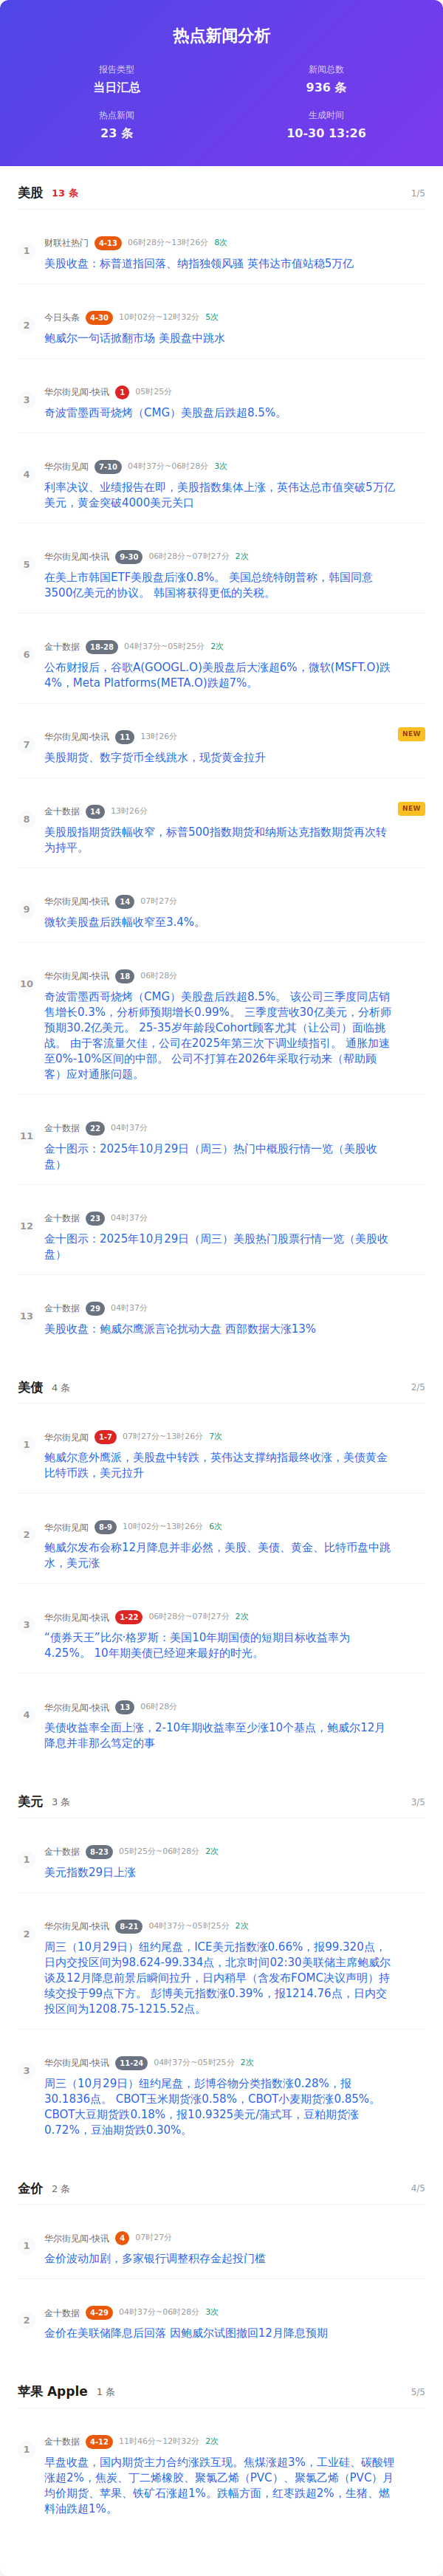 热点新闻分析
报告类型
当日汇总
新闻总数
936 条
热点新闻
23 条
生成时间
10-30 13:26
美股 13 条 1/5
1
财联社热门 4-13 06时28分~13时26分 8次
美股收盘：标普道指回落、纳指独领风骚 英伟达市值站稳5万亿
2
今日头条 4-30 10时02分~12时32分 5次
鲍威尔一句话掀翻市场 美股盘中跳水
3
华尔街见闻-快讯 1 05时25分
奇波雷墨西哥烧烤（CMG）美股盘后跌超8.5%。
4
华尔街见闻 7-10 04时37分~06时28分 3次
利率决议、业绩报告在即，美股指数集体上涨，英伟达总市值突破5万亿
美元，黄金突破4000美元关口
5
华尔街见闻-快讯 9-30 06时28分~07时27分 2次
在美上市韩国ETF美股盘后涨0.8%。 美国总统特朗普称，韩国同意
3500亿美元的协议。 韩国将获得更低的关税。
6
金十数据 18-28 04时37分~05时25分 2次
公布财报后，谷歌A(GOOGL.O)美股盘后大涨超6%，微软(MSFT.O)跌
4%，Meta Platforms(META.O)跌超7%。
7
华尔街见闻-快讯 11 13时26分 NEW
美股期货、数字货币全线跳水，现货黄金拉升
8
金十数据 14 13时26分 NEW
美股股指期货跌幅收窄，标普500指数期货和纳斯达克指数期货再次转
为持平。
9
华尔街见闻-快讯 14 07时27分
微软美股盘后跌幅收窄至3.4%。
10
华尔街见闻-快讯 18 06时28分
奇波雷墨西哥烧烤（CMG）美股盘后跌超8.5%。 该公司三季度同店销
售增长0.3%，分析师预期增长0.99%。 三季度营收30亿美元，分析师
预期30.2亿美元。 25-35岁年龄段Cohort顾客尤其（让公司）面临挑
战。 由于客流量欠佳，公司在2025年第三次下调业绩指引。 通胀加速
至0%-10%区间的中部。 公司不打算在2026年采取行动来（帮助顾
客）应对通胀问题。
11
金十数据 22 04时37分
金十图示：2025年10月29日（周三）热门中概股行情一览（美股收
盘）
12
金十数据 23 04时37分
金十图示：2025年10月29日（周三）美股热门股票行情一览（美股收
盘）
13
金十数据 29 04时37分
美股收盘：鲍威尔鹰派言论扰动大盘 西部数据大涨13%
美债 4 条 2/5
1
华尔街见闻 1-7 07时27分~13时26分 7次
鲍威尔意外鹰派，美股盘中转跌，英伟达支撑纳指最终收涨，美债黄金
比特币跌，美元拉升
2
华尔街见闻 8-9 10时02分~13时26分 6次
鲍威尔发布会称12月降息并非必然，美股、美债、黄金、比特币盘中跳
水，美元涨
3
华尔街见闻-快讯 1-22 06时28分~07时27分 2次
“债券天王”比尔·格罗斯：美国10年期国债的短期目标收益率为
4.25%。 10年期美债已经迎来最好的时光。
4
华尔街见闻-快讯 13 06时28分
美债收益率全面上涨，2-10年期收益率至少涨10个基点，鲍威尔12月
降息并非那么笃定的事
美元 3 条 3/5
1
金十数据 8-23 05时25分~06时28分 2次
美元指数29日上涨
2
华尔街见闻-快讯 8-21 04时37分~05时25分 2次
周三（10月29日）纽约尾盘，ICE美元指数涨0.66%，报99.320点，
日内交投区间为98.624-99.334点，北京时间02:30美联储主席鲍威尔
谈及12月降息前景后瞬间拉升，日内稍早（含发布FOMC决议声明）持
续交投于99点下方。 彭博美元指数涨0.39%，报1214.76点，日内交
投区间为1208.75-1215.52点。
3
华尔街见闻-快讯 11-24 04时37分~05时25分 2次
周三（10月29日）纽约尾盘，彭博谷物分类指数涨0.28%，报
30.1836点。 CBOT玉米期货涨0.58%，CBOT小麦期货涨0.85%。
CBOT大豆期货跌0.18%，报10.9325美元/蒲式耳，豆粕期货涨
0.72%，豆油期货跌0.30%。
金价 2 条 4/5
1
华尔街见闻-快讯 4 07时27分
金价波动加剧，多家银行调整积存金起投门槛
2
金十数据 4-29 04时37分~06时28分 3次
金价在美联储降息后回落 因鲍威尔试图撤回12月降息预期
苹果 Apple 1 条 5/5
1
金十数据 4-12 11时46分~12时32分 2次
早盘收盘，国内期货主力合约涨跌互现。焦煤涨超3%，工业硅、碳酸锂
涨超2%，焦炭、丁二烯橡胶、聚氯乙烯（PVC）、聚氯乙烯（PVC）月
均价期货、苹果、铁矿石涨超1%。跌幅方面，红枣跌超2%，生猪、燃
料油跌超1%。